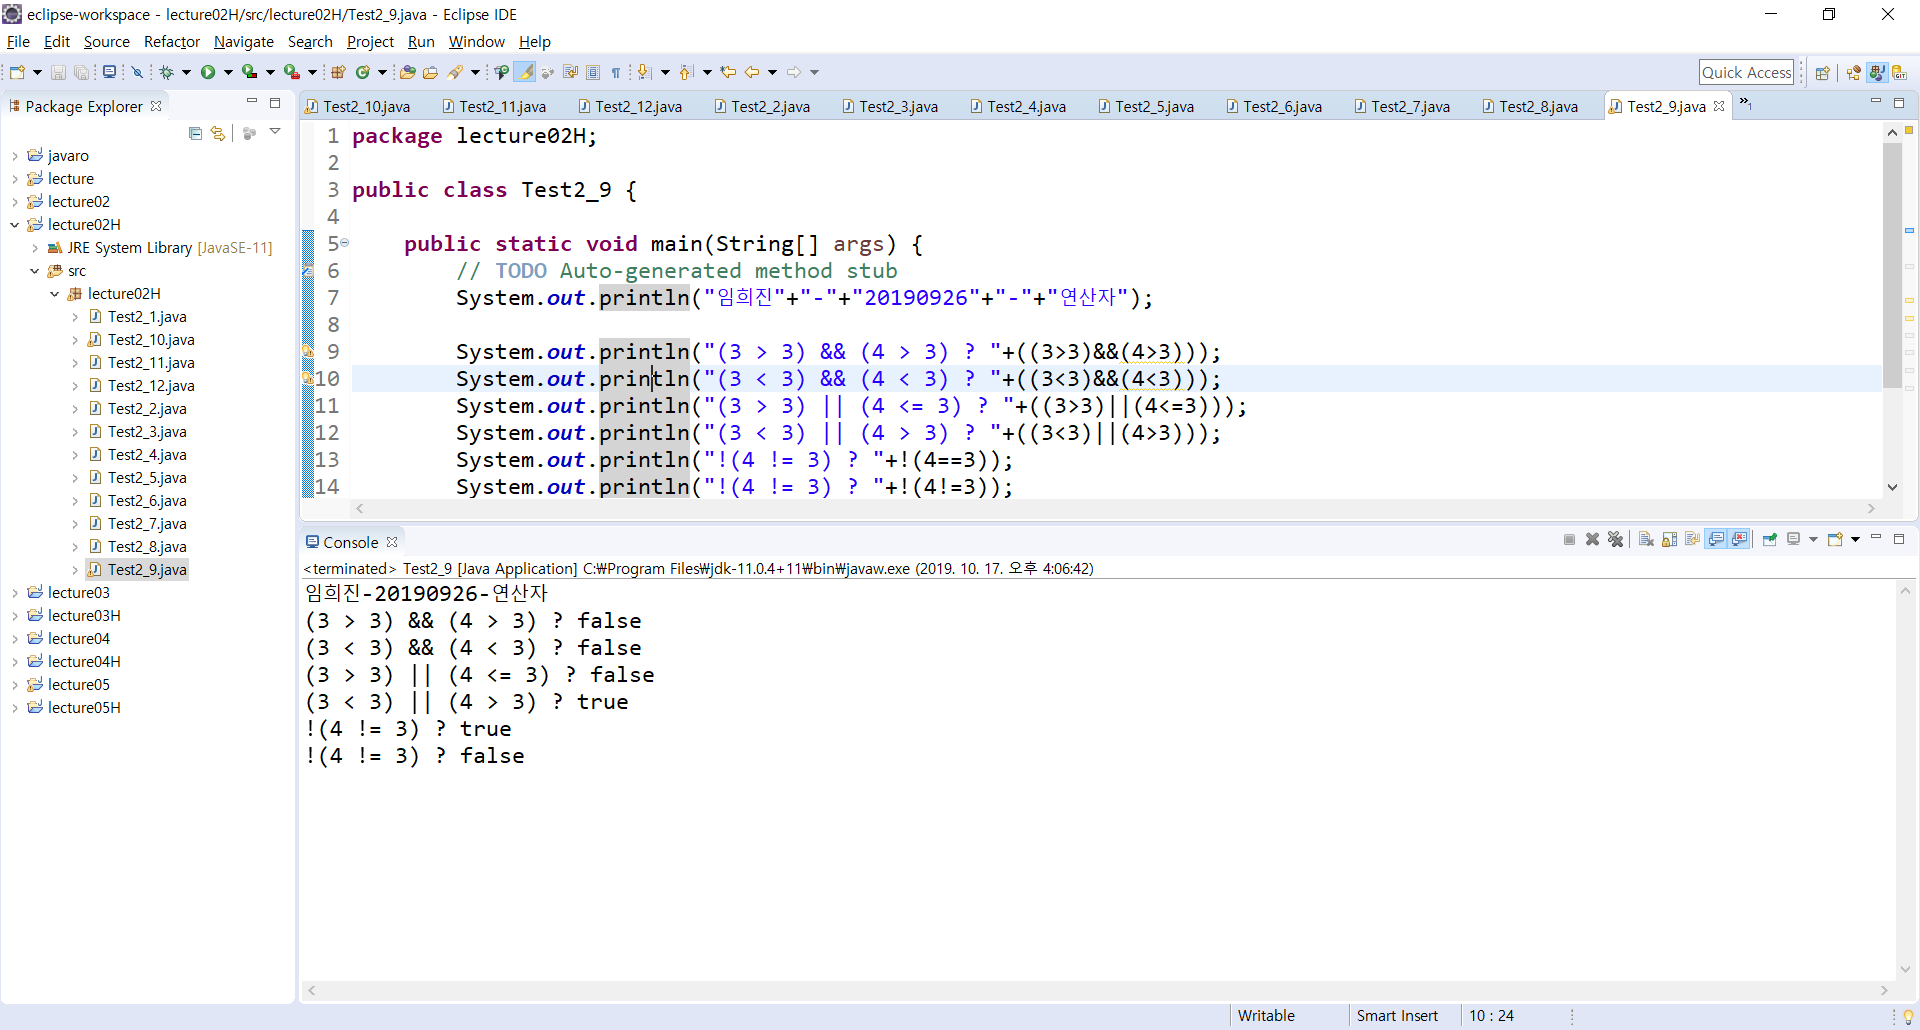 eclipse-workspace - lecture02H/src/lecture02H/Test2_9.java - Eclipse IDE
File Edit Source Refactor Navigate Search Project Run Window Help
Quick Access
Package Explorer
javaro
lecture
lecture02
lecture02H
JRE System Library [JavaSE-11]
src
lecture02H
Test2_1.java
Test2_10.java
Test2_11.java
Test2_12.java
Test2_2.java
Test2_3.java
Test2_4.java
Test2_5.java
Test2_6.java
Test2_7.java
Test2_8.java
Test2_9.java
lecture03
lecture03H
lecture04
lecture04H
lecture05
lecture05H
Test2_10.java Test2_11.java Test2_12.java Test2_2.java Test2_3.java Test2_4.java Test2_5.java Test2_6.java Test2_7.java Test2_8.java Test2_9.java »1
1 package lecture02H;
2
3 public class Test2_9 {
4
5 public static void main(String[] args) {
6 // TODO Auto-generated method stub
7 System.out.println("임희진"+"-"+"20190926"+"-"+"연산자");
8
9 System.out.println("(3 > 3) && (4 > 3) ? "+((3>3)&&(4>3)));
10 System.out.println("(3 < 3) && (4 < 3) ? "+((3<3)&&(4<3)));
11 System.out.println("(3 > 3) || (4 <= 3) ? "+((3>3)||(4<=3)));
12 System.out.println("(3 < 3) || (4 > 3) ? "+((3<3)||(4>3)));
13 System.out.println("!(4 != 3) ? "+!(4==3));
14 System.out.println("!(4 != 3) ? "+!(4!=3));
Console
<terminated> Test2_9 [Java Application] C:₩Program Files₩jdk-11.0.4+11₩bin₩javaw.exe (2019. 10. 17. 오후 4:06:42)
임희진-20190926-연산자
(3 > 3) && (4 > 3) ? false
(3 < 3) && (4 < 3) ? false
(3 > 3) || (4 <= 3) ? false
(3 < 3) || (4 > 3) ? true
!(4 != 3) ? true
!(4 != 3) ? false
Writable Smart Insert 10 : 24